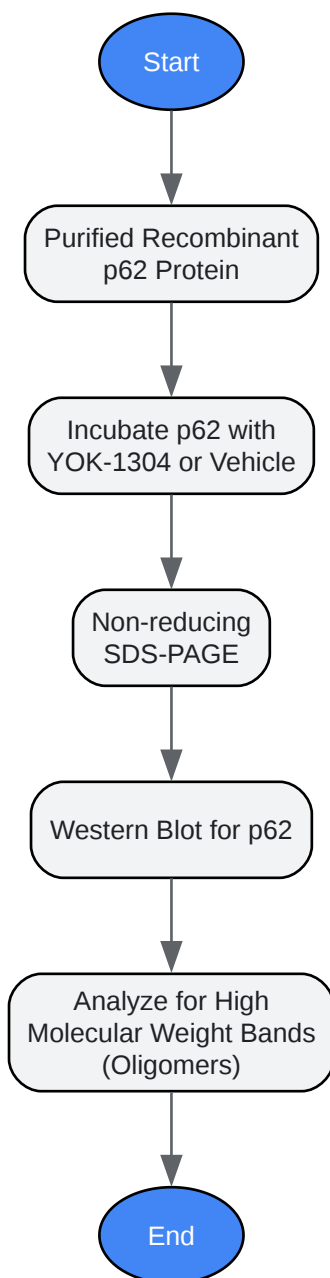 Start
Purified Recombinant
p62 Protein
Incubate p62 with
YOK-1304 or Vehicle
Non-reducing
SDS-PAGE
Western Blot for p62
Analyze for High
Molecular Weight Bands
(Oligomers)
End